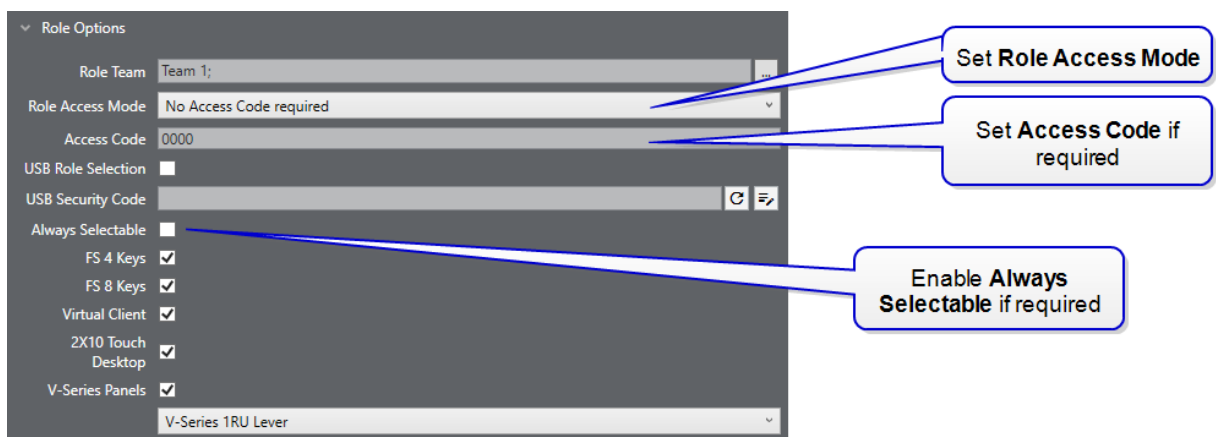 Role Options
Role Team Team 1; ...
Role Access Mode No Access Code required
Access Code 0000
USB Role Selection
USB Security Code
Always Selectable
FS 4 Keys
FS 8 Keys
Virtual Client
2X10 Touch
Desktop
V-Series Panels
V-Series 1RU Lever
Set Role Access Mode
Set Access Code if
required
Enable Always
Selectable if required